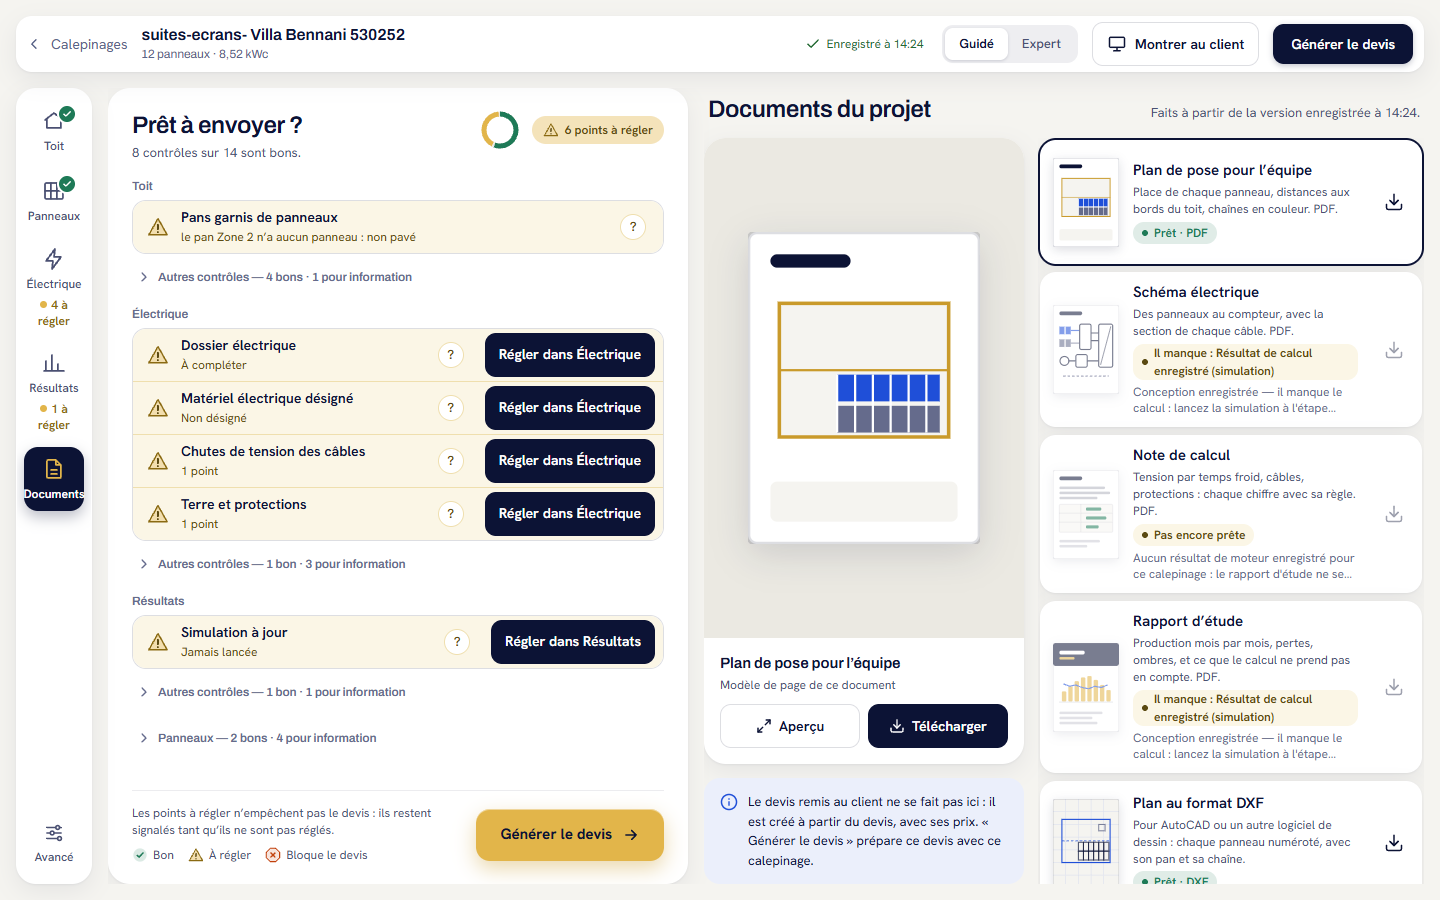 Calepinages
suites-ecrans- Villa Bennani 530252
12 panneaux · 8,52 kWc
Enregistré à 14:24
Guidé
Expert
Montrer au client
Générer le devis
Toit
Panneaux
Électrique
4 à
régler
Résultats
1 à
régler
Documents
Avancé
Prêt à envoyer ?
8 contrôles sur 14 sont bons.
6 points à régler
Toit
Pans garnis de panneaux
le pan Zone 2 n’a aucun panneau : non pavé
?
Autres contrôles — 4 bons · 1 pour information
Électrique
Dossier électrique
À compléter
?
Régler dans Électrique
Matériel électrique désigné
Non désigné
?
Régler dans Électrique
Chutes de tension des câbles
1 point
?
Régler dans Électrique
Terre et protections
1 point
?
Régler dans Électrique
Autres contrôles — 1 bon · 3 pour information
Résultats
Simulation à jour
Jamais lancée
?
Régler dans Résultats
Autres contrôles — 1 bon · 1 pour information
Panneaux — 2 bons · 4 pour information
Les points à régler n’empêchent pas le devis : ils restent
signalés tant qu’ils ne sont pas réglés.
Bon
À régler
Bloque le devis
Générer le devis
Documents du projet
Faits à partir de la version enregistrée à 14:24.
Plan de pose pour l’équipe
Modèle de page de ce document
Aperçu
Télécharger
Le devis remis au client ne se fait pas ici : il
est créé à partir du devis, avec ses prix. «
Générer le devis » prépare ce devis avec ce
calepinage.
Plan de pose pour l’équipe
Place de chaque panneau, distances aux
bords du toit, chaînes en couleur. PDF.
Prêt · PDF
Schéma électrique
Des panneaux au compteur, avec la
section de chaque câble. PDF.
Il manque : Résultat de calcul
enregistré (simulation)
Conception enregistrée — il manque le
calcul : lancez la simulation à l'étape…
Note de calcul
Tension par temps froid, câbles,
protections : chaque chiffre avec sa règle.
PDF.
Pas encore prête
Aucun résultat de moteur enregistré pour
ce calepinage : le rapport d'étude ne se…
Rapport d’étude
Production mois par mois, pertes,
ombres, et ce que le calcul ne prend pas
en compte. PDF.
Il manque : Résultat de calcul
enregistré (simulation)
Conception enregistrée — il manque le
calcul : lancez la simulation à l'étape…
Plan au format DXF
Pour AutoCAD ou un autre logiciel de
dessin : chaque panneau numéroté, avec
son pan et sa chaîne.
Prêt · DXF